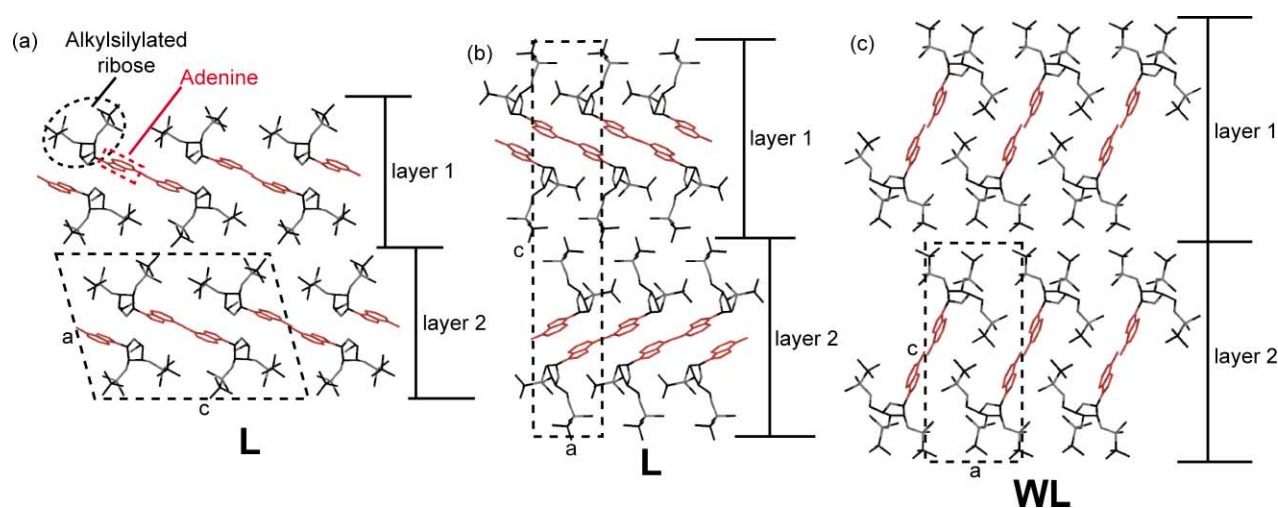 (a)
Alkylsilylated
ribose
Adenine
layer 1
layer 2
a
c
L
(b)
layer 1
layer 2
c
a
L
(c)
layer 1
layer 2
c
a
WL